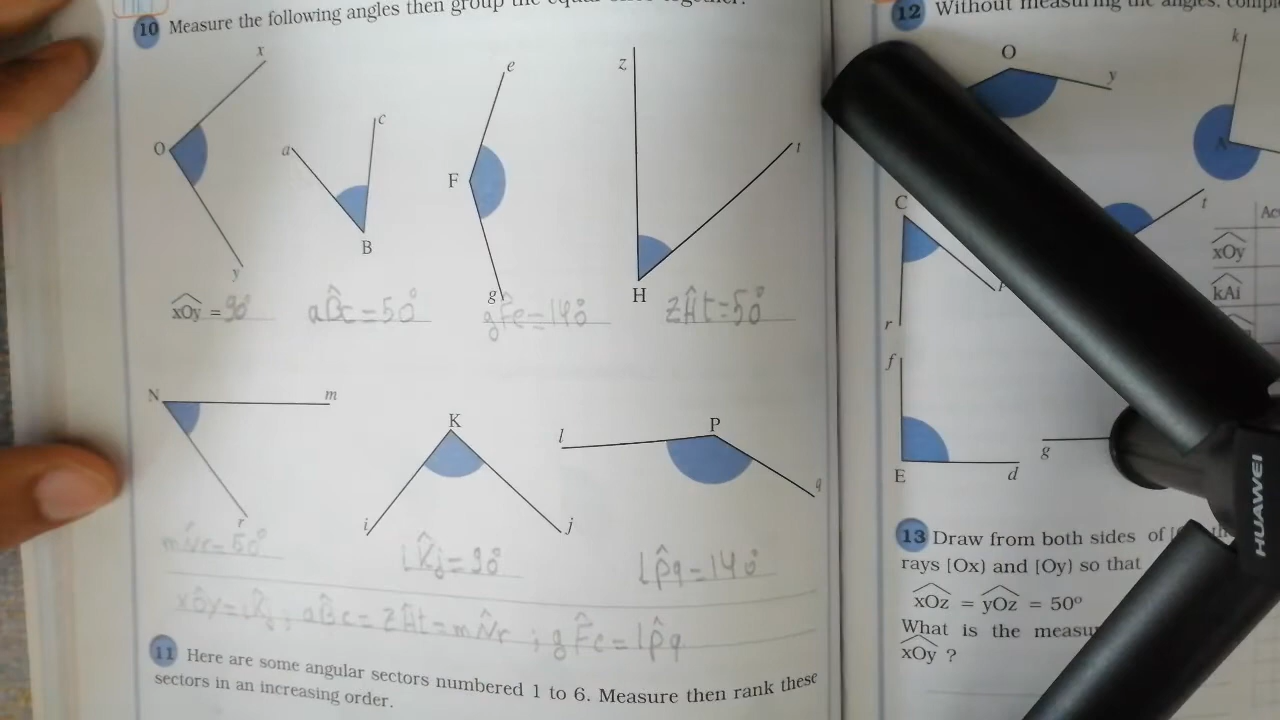 10 Measure the following angles then group the equal
x
O
y
a
c
B
e
F
g
z
t
H
xOy = 90°
aBc = 50°
gFe = 140°
zHt = 50°
N
m
r
K
i
j
l
P
q
mNr = 50°
iKj = 90°
lPq = 140°
xOy = iKj ; aBc = zHt = mNr ; gFe = lPq
11 Here are some angular sectors numbered 1 to 6. Measure then rank these
sectors in an increasing order.
12 Without measuring the angles,
O
y
k
A
C
r
t
xOy
kAi
f
E
d
g
HUAWEI
13 Draw from both sides of
rays [Ox) and [Oy) so that
xOz = yOz = 50º
What is the
xOy ?